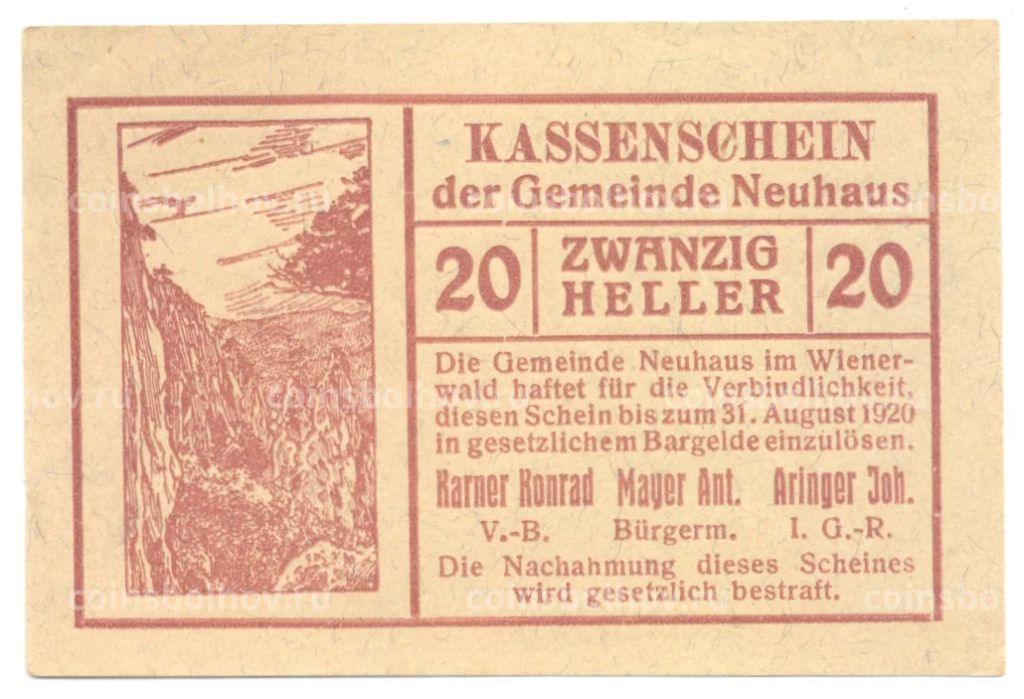 KASSENSCHEIN
der Gemeinde Neuhaus
20 ZWANZIG HELLER 20
Die Gemeinde Neuhaus im Wiener-
wald haftet für die Verbindlichkeit,
diesen Schein bis zum 31. August 1920
in gesetzlichem Bargelde einzulösen.
Karner Konrad Mayer Ant. Aringer Joh.
V.-B. Bürgerm. I. G.-R.
Die Nachahmung dieses Scheines
wird gesetzlich bestraft.
coinsbolhov.ru